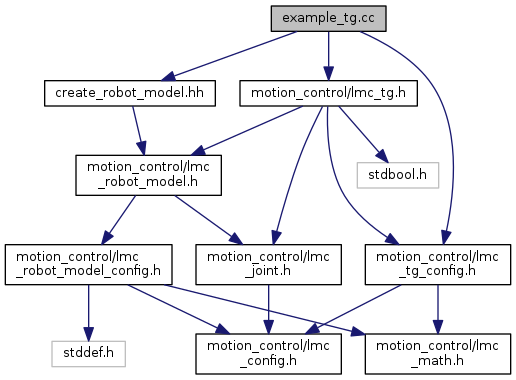 example_tg.cc
create_robot_model.hh
motion_control/lmc_tg.h
motion_control/lmc
_robot_model.h
stdbool.h
motion_control/lmc
_robot_model_config.h
motion_control/lmc
_joint.h
motion_control/lmc
_tg_config.h
stddef.h
motion_control/lmc
_config.h
motion_control/lmc
_math.h